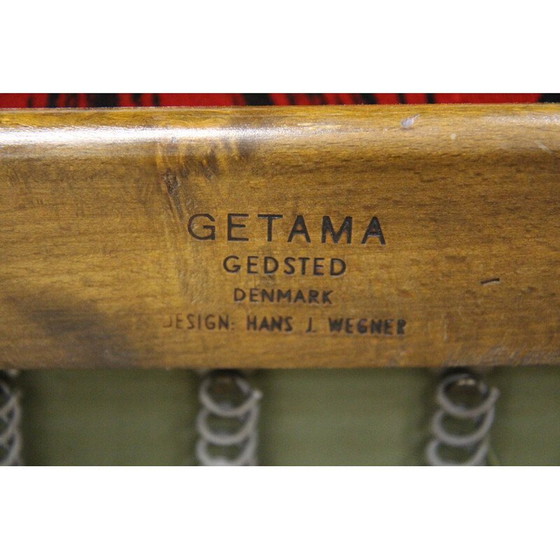 GETAMA
GEDSTED
DENMARK
DESIGN: HANS J. WEGNER